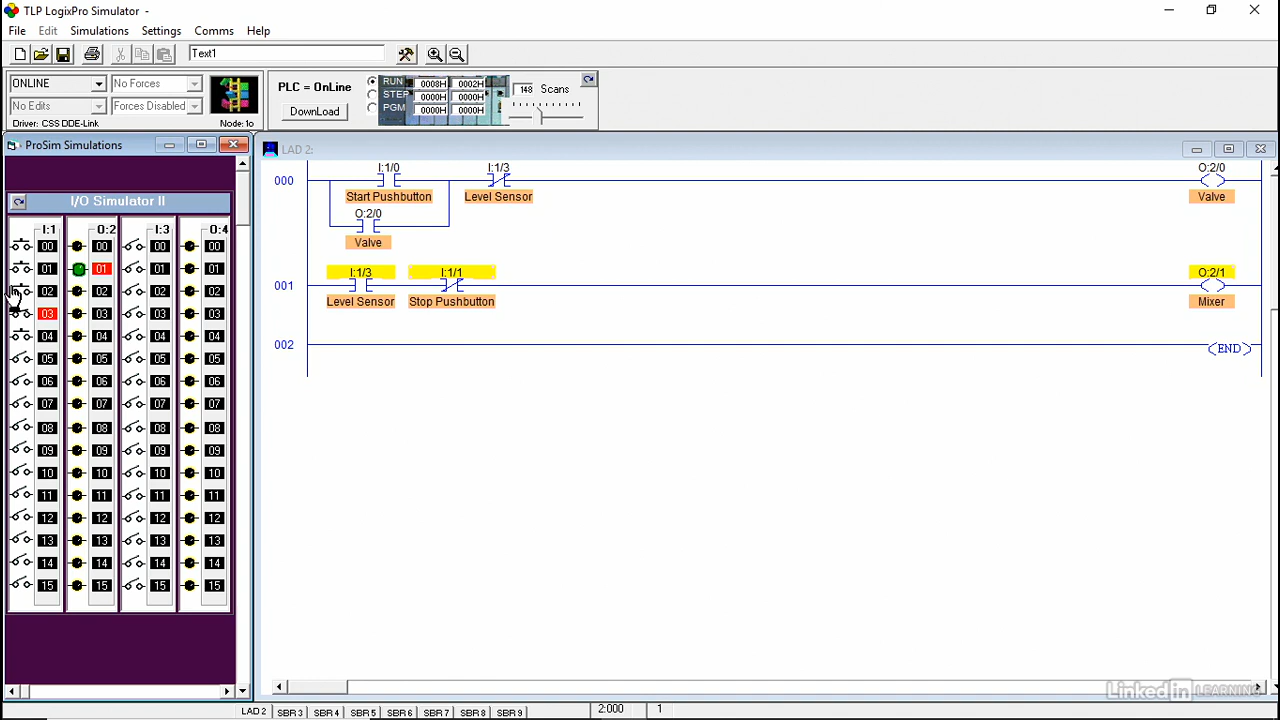 TLP LogixPro Simulator -
File Edit Simulations Settings Comms Help
Text1
ONLINE No Forces
No Edits Forces Disabled
Driver: CSS DDE-Link Node: 1o
PLC = OnLine
DownLoad
RUN 0008H 0002H
STEP 0000H 0000H
PGM 0000H 0000H
148 Scans
ProSim Simulations
I/O Simulator II
I:1 O:2 I:3 O:4
00 00 00 00
01 01 01 01
02 02 02 02
03 03 03 03
04 04 04 04
05 05 05 05
06 06 06 06
07 07 07 07
08 08 08 08
09 09 09 09
10 10 10 10
11 11 11 11
12 12 12 12
13 13 13 13
14 14 14 14
15 15 15 15
LAD 2:
I:1/0 I:1/3 O:2/0
000
Start Pushbutton Level Sensor Valve
O:2/0
Valve
I:1/3 I:1/1 O:2/1
001
Level Sensor Stop Pushbutton Mixer
002 END
LinkedIn LEARNING
LAD 2 SBR 3 SBR 4 SBR 5 SBR 6 SBR 7 SBR 8 SBR 9 2:000 1